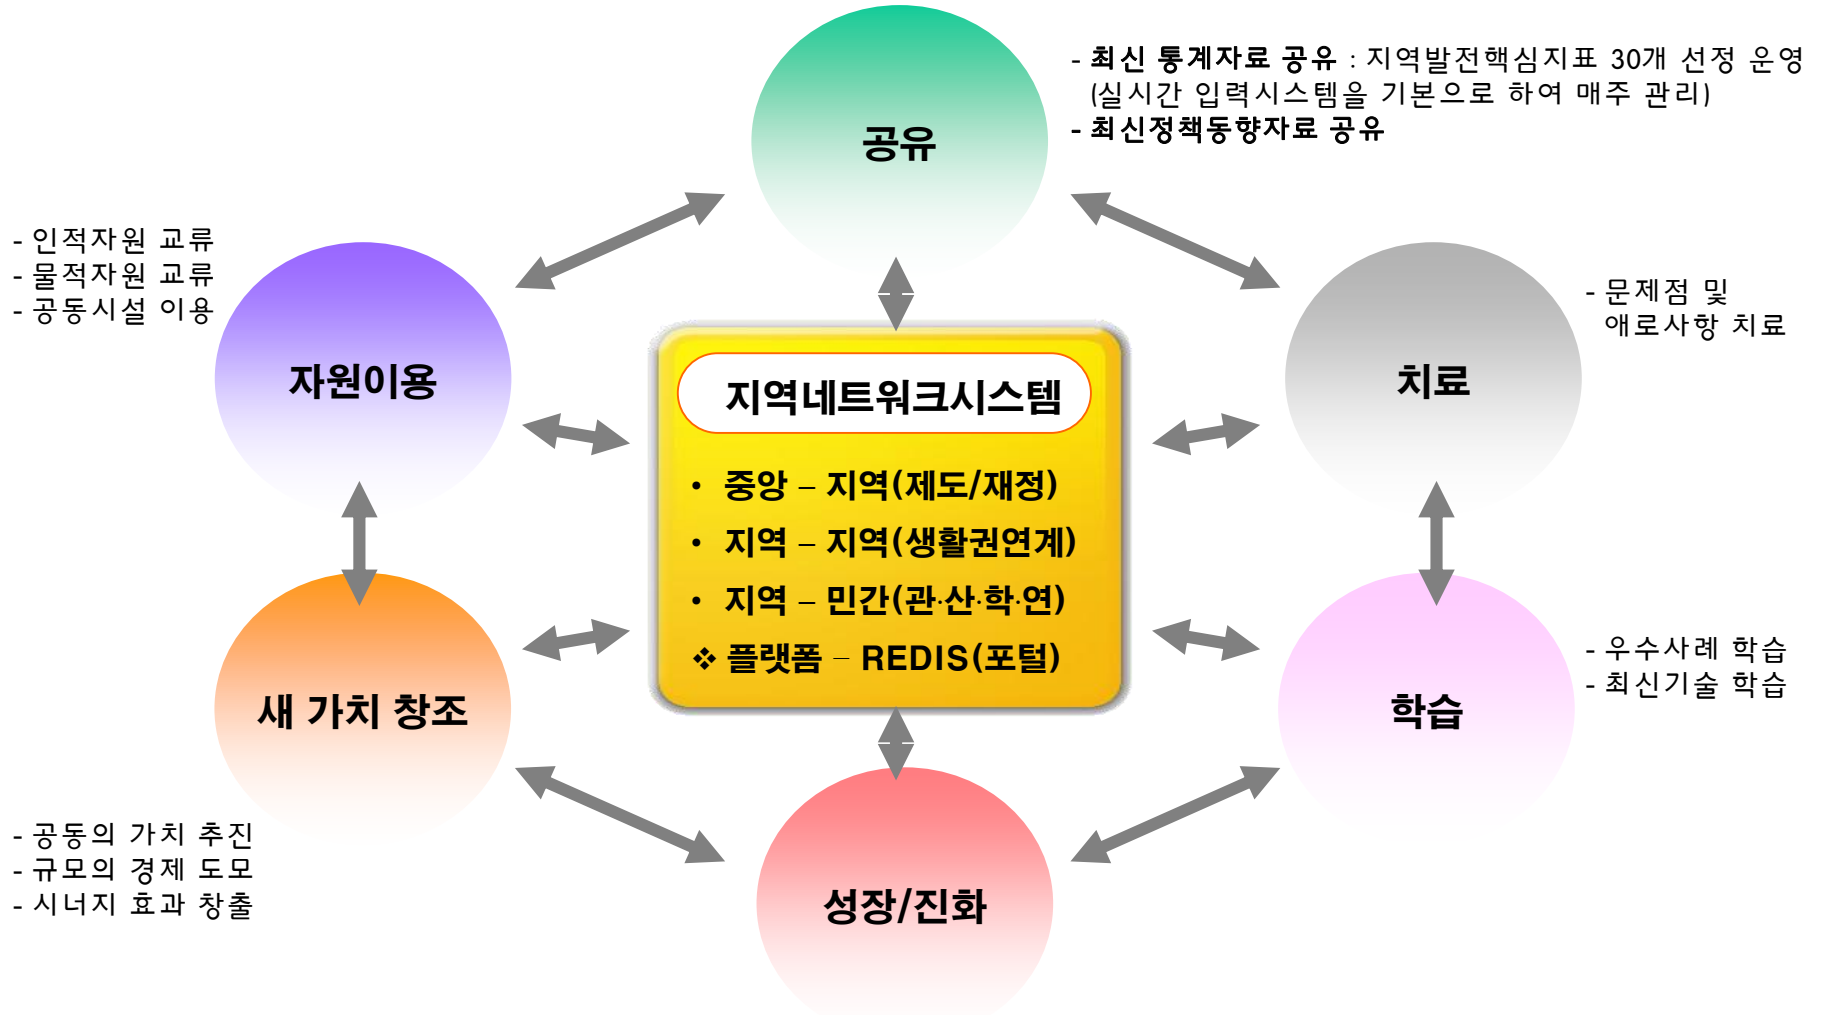 공유
- 최신 통계자료 공유 : 지역발전핵심지표 30개 선정 운영
(실시간 입력시스템을 기본으로 하여 매주 관리)
- 최신정책동향자료 공유
- 인적자원 교류
- 물적자원 교류
- 공동시설 이용
자원이용
- 문제점 및
애로사항 치료
치료
지역네트워크시스템
• 중앙 – 지역(제도/재정)
• 지역 – 지역(생활권연계)
• 지역 – 민간(관·산·학·연)
❖ 플랫폼 – REDIS(포털)
새 가치 창조
- 공동의 가치 추진
- 규모의 경제 도모
- 시너지 효과 창출
학습
- 우수사례 학습
- 최신기술 학습
성장/진화